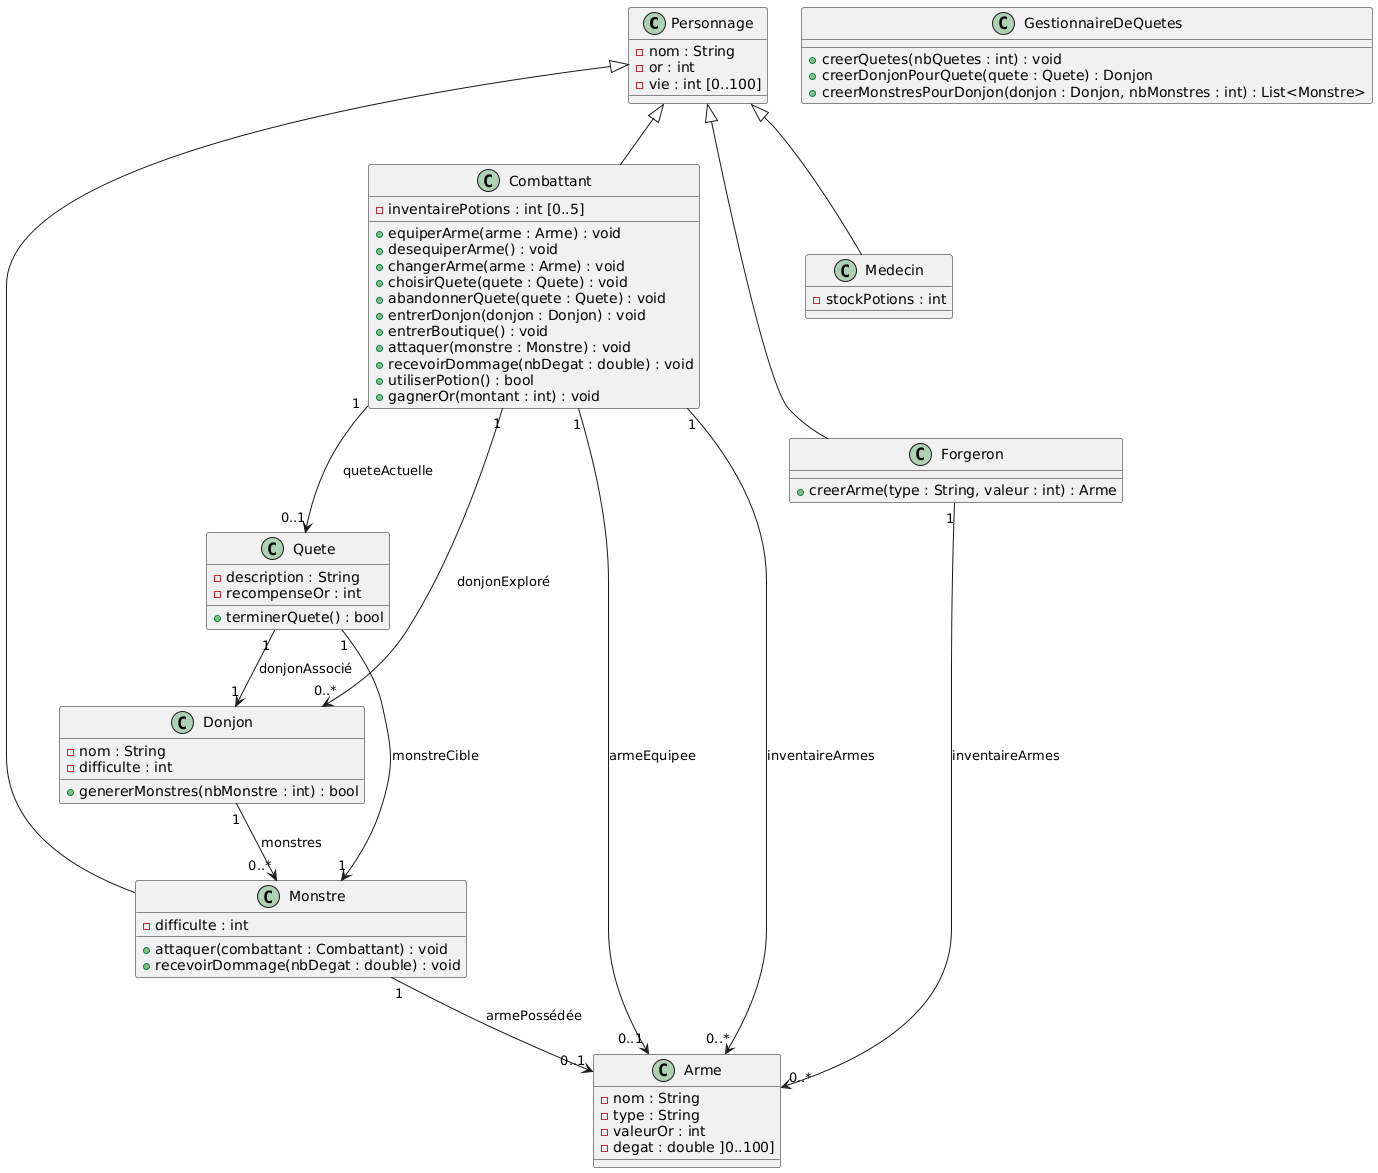 C Personnage
nom : String
or : int
vie : int [0..100]
C GestionnaireDeQuetes
creerQuetes(nbQuetes : int) : void
creerDonjonPourQuete(quete : Quete) : Donjon
creerMonstresPourDonjon(donjon : Donjon, nbMonstres : int) : List<Monstre>
C Combattant
inventairePotions : int [0..5]
equiperArme(arme : Arme) : void
desequiperArme() : void
changerArme(arme : Arme) : void
choisirQuete(quete : Quete) : void
abandonnerQuete(quete : Quete) : void
entrerDonjon(donjon : Donjon) : void
entrerBoutique() : void
attaquer(monstre : Monstre) : void
recevoirDommage(nbDegat : double) : void
utiliserPotion() : bool
gagnerOr(montant : int) : void
C Medecin
stockPotions : int
1
1
1
1
C Forgeron
creerArme(type : String, valeur : int) : Arme
queteActuelle
0..1
1
C Quete
description : String
recompenseOr : int
terminerQuete() : bool
donjonExploré
1
1
donjonAssocié
1
0..*
C Donjon
nom : String
difficulte : int
genererMonstres(nbMonstre : int) : bool
monstreCible
armeEquipee
inventaireArmes
inventaireArmes
1
monstres
0..*
1
C Monstre
difficulte : int
attaquer(combattant : Combattant) : void
recevoirDommage(nbDegat : double) : void
1
armePossédée
0..1
0..1
0..*
0..*
C Arme
nom : String
type : String
valeurOr : int
degat : double ]0..100]